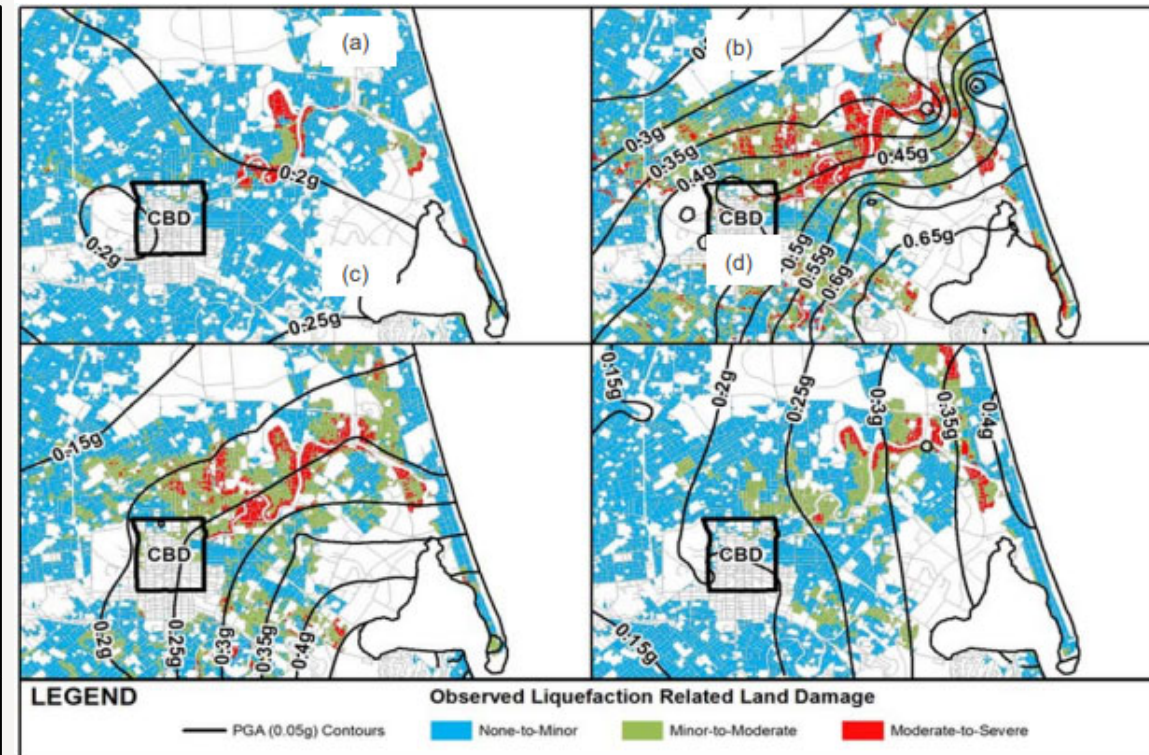 (a)
0.2g
CBD
0.2g
(c)
0.25g
(b)
0.3g
0.35g
0.4g
0.45g
CBD
(d)
0.5g
0.55g
0.6g
0.65g
0.15g
CBD
0.2g
0.25g
0.3g
0.35g
0.4g
0.15g
0.2g
0.25g
0.3g
0.35g
0.4g
CBD
0.15g
LEGEND
Observed Liquefaction Related Land Damage
PGA (0.05g) Contours None-to-Minor Minor-to-Moderate Moderate-to-Severe